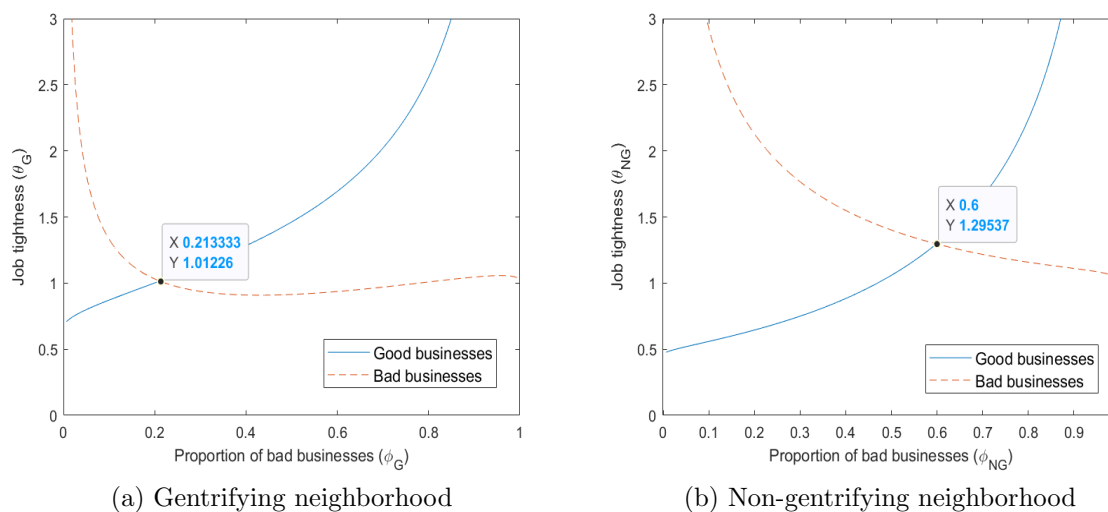 3
2.5
2
1.5
1
0.5
0
Job tightness (θ_G)
X 0.213333
Y 1.01226
Good businesses
Bad businesses
0 0.2 0.4 0.6 0.8 1
Proportion of bad businesses (ϕ_G)
(a) Gentrifying neighborhood
3
2.5
2
1.5
1
0.5
0
Job tightness (θ_NG)
X 0.6
Y 1.29537
Good businesses
Bad businesses
0 0.1 0.2 0.3 0.4 0.5 0.6 0.7 0.8 0.9
Proportion of bad businesses (ϕ_NG)
(b) Non-gentrifying neighborhood